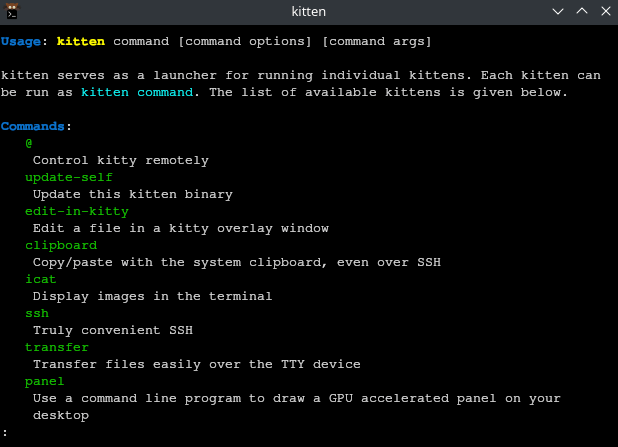 kitten
Usage: kitten command [command options] [command args]
kitten serves as a launcher for running individual kittens. Each kitten can
be run as kitten command. The list of available kittens is given below.
Commands:
@
Control kitty remotely
update-self
Update this kitten binary
edit-in-kitty
Edit a file in a kitty overlay window
clipboard
Copy/paste with the system clipboard, even over SSH
icat
Display images in the terminal
ssh
Truly convenient SSH
transfer
Transfer files easily over the TTY device
panel
Use a command line program to draw a GPU accelerated panel on your
desktop
: